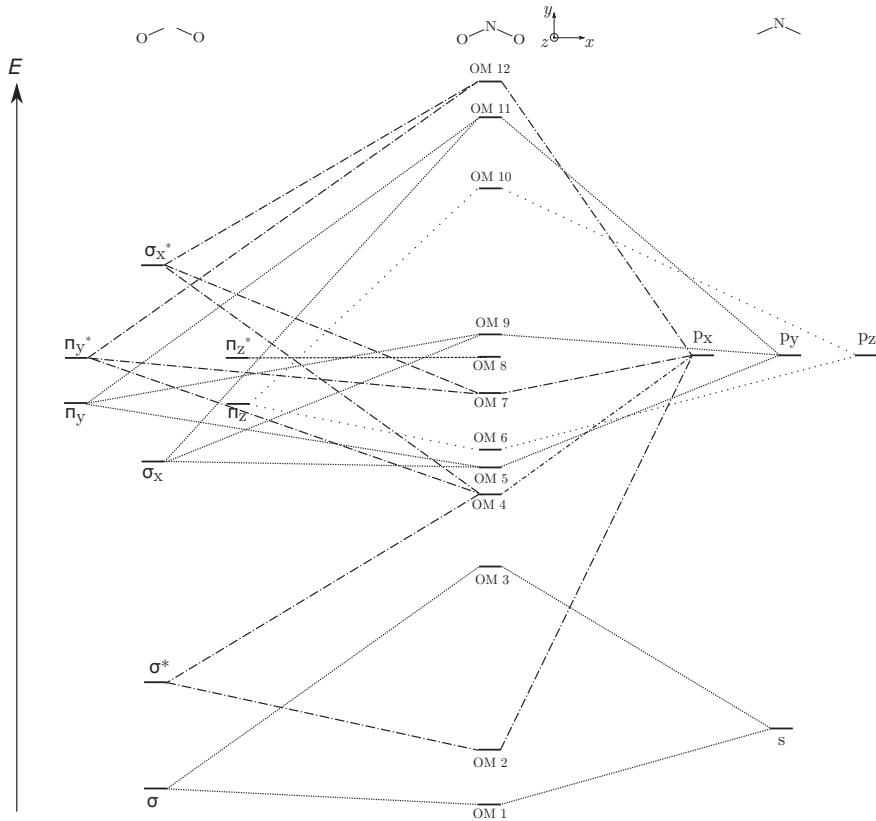 y
N
N
O O
O O
z x
E
OM 12
OM 11
OM 10
σx*
OM 9
px py pz
πy*
πz*
OM 8
OM 7
πy
πz
OM 6
σx
OM 5
OM 4
OM 3
σ*
s
OM 2
σ
OM 1